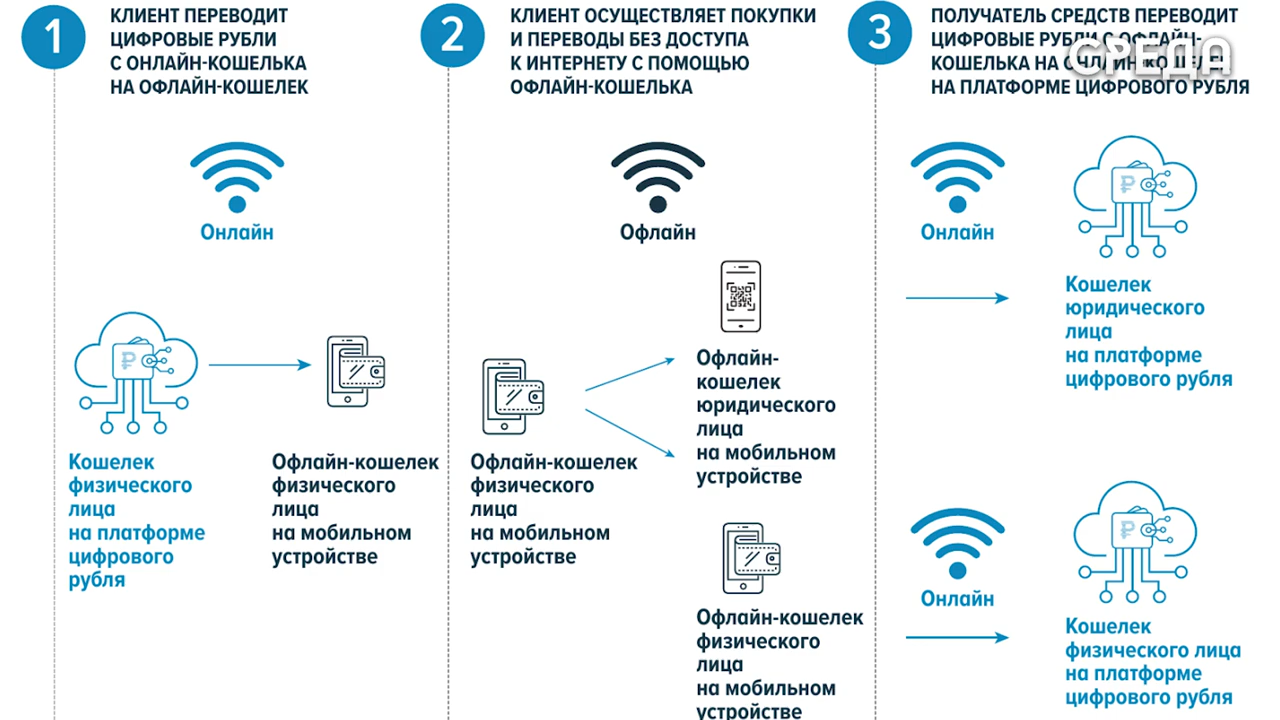 1
КЛИЕНТ ПЕРЕВОДИТ
ЦИФРОВЫЕ РУБЛИ
С ОНЛАЙН-КОШЕЛЬКА
НА ОФЛАЙН-КОШЕЛЕК
Онлайн
Кошелек
физического
лица
на платформе
цифрового
рубля
Офлайн-кошелек
физического
лица
на мобильном
устройстве
2
КЛИЕНТ ОСУЩЕСТВЛЯЕТ ПОКУПКИ
И ПЕРЕВОДЫ БЕЗ ДОСТУПА
К ИНТЕРНЕТУ С ПОМОЩЬЮ
ОФЛАЙН-КОШЕЛЬКА
Офлайн
Офлайн-кошелек
физического
лица
на мобильном
устройстве
Офлайн-
кошелек
юридического
лица
на мобильном
устройстве
Офлайн-кошелек
физического
лица
на мобильном
устройстве
3
ПОЛУЧАТЕЛЬ СРЕДСТВ ПЕРЕВОДИТ
ЦИФРОВЫЕ РУБЛИ С ОФЛАЙН-
КОШЕЛЬКА НА ОНЛАЙН-КОШЕЛЕК
НА ПЛАТФОРМЕ ЦИФРОВОГО РУБЛЯ
СРЕДА
Онлайн
Кошелек
юридического
лица
на платформе
цифрового рубля
Онлайн
Кошелек
физического лица
на платформе
цифрового рубля